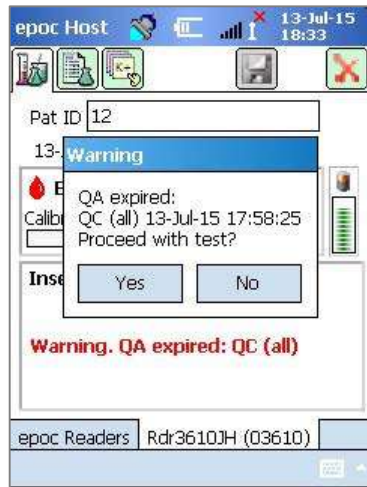 epoc Host
13-Jul-15
18:33
K+
Pat ID 12
13-
Warning
QA expired:
QC (all) 13-Jul-15 17:58:25
Proceed with test?
Yes No
E
Calib
Inse
Warning. QA expired: QC (all)
epoc Readers Rdr3610JH (03610)